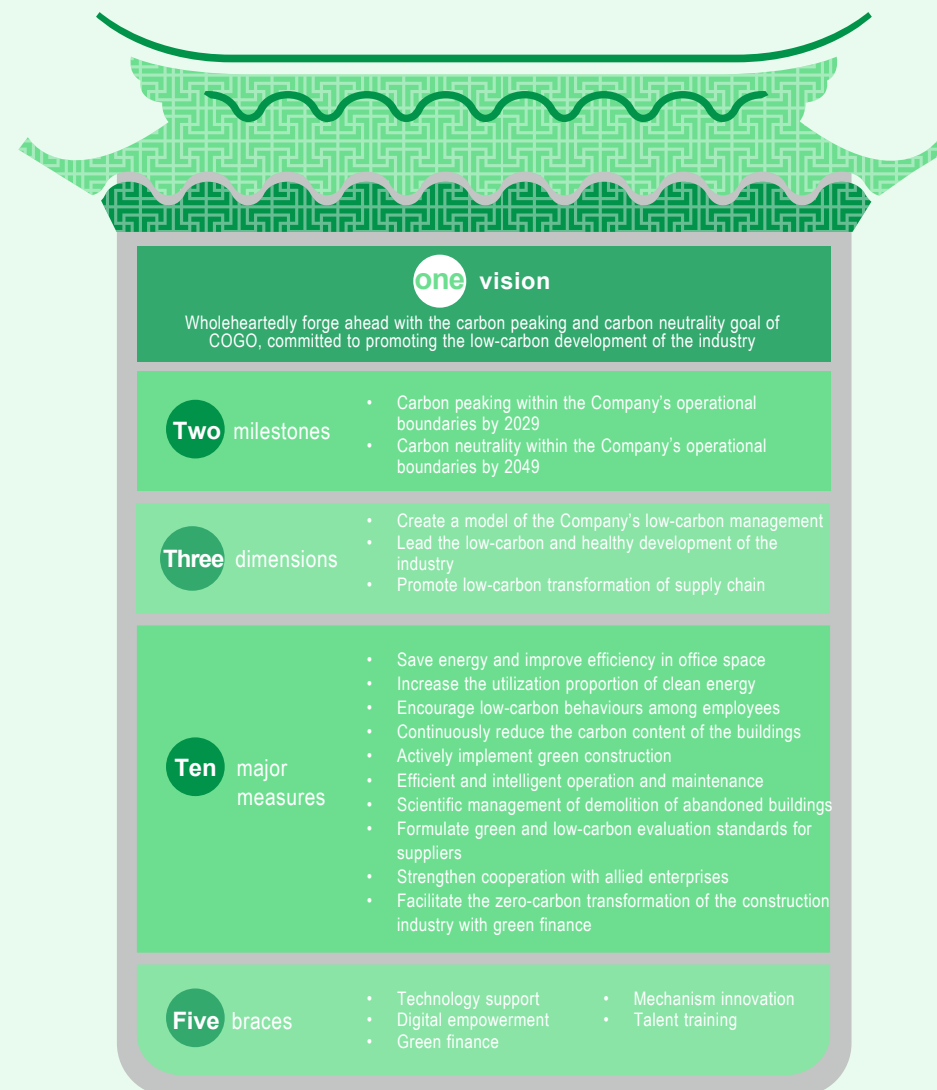 one vision
Wholeheartedly forge ahead with the carbon peaking and carbon neutrality goal of
COGO, committed to promoting the low-carbon development of the industry
Two milestones
• Carbon peaking within the Company's operational
boundaries by 2029
• Carbon neutrality within the Company's operational
boundaries by 2049
Three dimensions
• Create a model of the Company's low-carbon management
• Lead the low-carbon and healthy development of the
industry
• Promote low-carbon transformation of supply chain
Ten major
measures
• Save energy and improve efficiency in office space
• Increase the utilization proportion of clean energy
• Encourage low-carbon behaviours among employees
• Continuously reduce the carbon content of the buildings
• Actively implement green construction
• Efficient and intelligent operation and maintenance
• Scientific management of demolition of abandoned buildings
• Formulate green and low-carbon evaluation standards for
suppliers
• Strengthen cooperation with allied enterprises
• Facilitate the zero-carbon transformation of the construction
industry with green finance
Five braces
• Technology support
• Digital empowerment
• Green finance
• Mechanism innovation
• Talent training